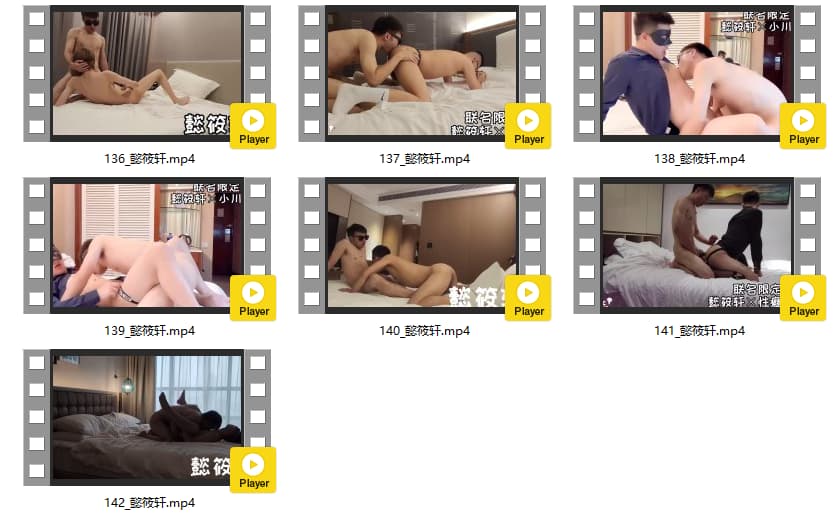 懿筱
Player
136_懿筱轩.mp4
联名限
懿筱轩×
Player
137_懿筱轩.mp4
联名限定
懿筱轩×小川
Player
138_懿筱轩.mp4
联名限定
懿筱轩×小川
Player
139_懿筱轩.mp4
懿筱
Player
140_懿筱轩.mp4
联名限定
懿筱轩×性
Player
141_懿筱轩.mp4
懿筱
Player
142_懿筱轩.mp4